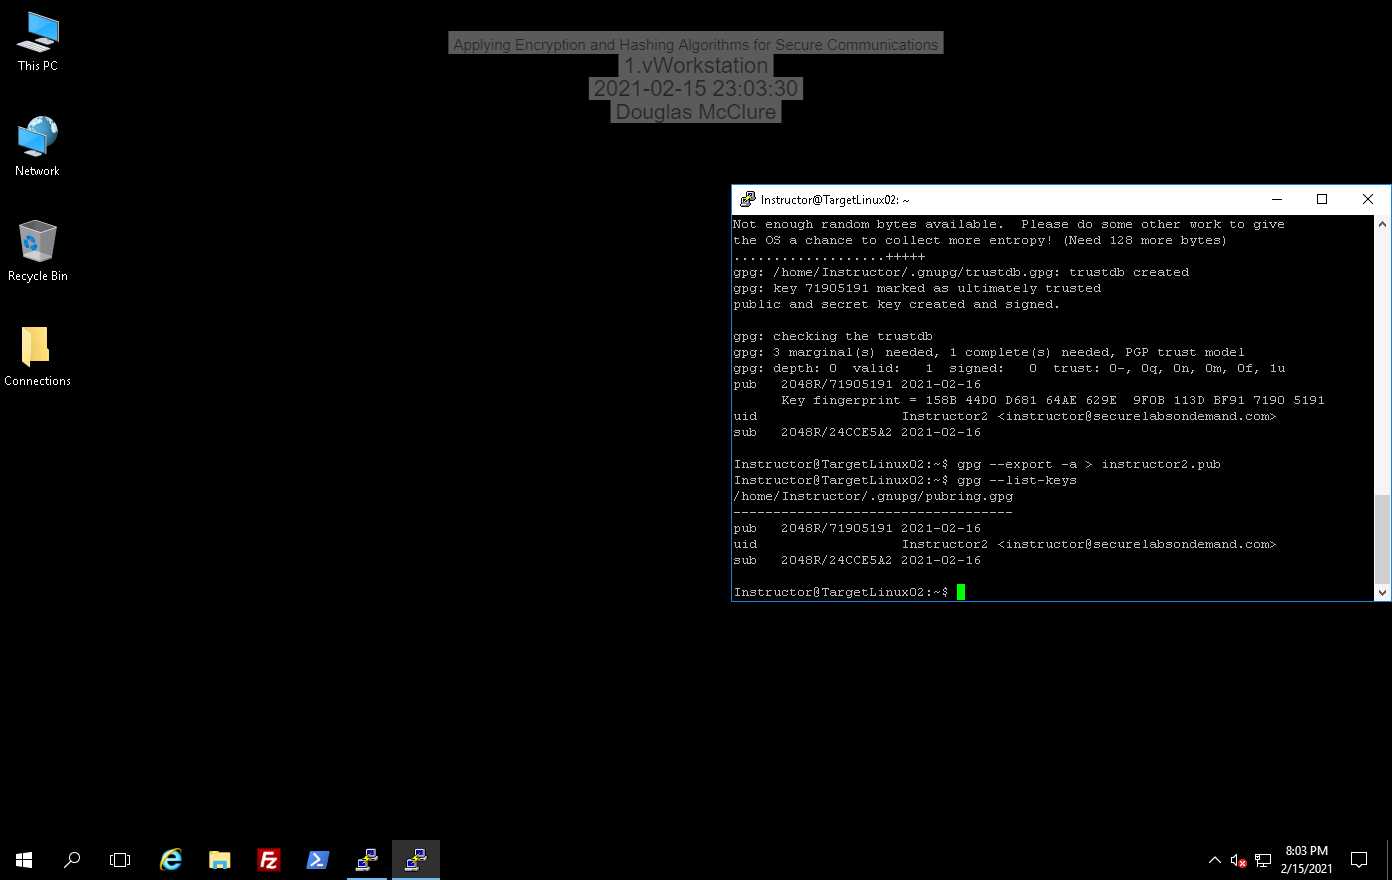 This PC
Network
Recycle Bin
Connections
Applying Encryption and Hashing Algorithms for Secure Communications
1.vWorkstation
2021-02-15 23:03:30
Douglas McClure
Instructor@TargetLinux02: ~
Not enough random bytes available.  Please do some other work to give
the OS a chance to collect more entropy! (Need 128 more bytes)
...................+++++
gpg: /home/Instructor/.gnupg/trustdb.gpg: trustdb created
gpg: key 71905191 marked as ultimately trusted
public and secret key created and signed.
gpg: checking the trustdb
gpg: 3 marginal(s) needed, 1 complete(s) needed, PGP trust model
gpg: depth: 0  valid:   1  signed:   0  trust: 0-, 0q, 0n, 0m, 0f, 1u
pub   2048R/71905191 2021-02-16
      Key fingerprint = 158B 44D0 D681 64AE 629E  9F0B 113D BF91 7190 5191
uid                  Instructor2 <instructor@securelabsondemand.com>
sub   2048R/24CCE5A2 2021-02-16
Instructor@TargetLinux02:~$ gpg --export -a > instructor2.pub
Instructor@TargetLinux02:~$ gpg --list-keys
/home/Instructor/.gnupg/pubring.gpg
-----------------------------------
pub   2048R/71905191 2021-02-16
uid                  Instructor2 <instructor@securelabsondemand.com>
sub   2048R/24CCE5A2 2021-02-16
Instructor@TargetLinux02:~$
8:03 PM
2/15/2021